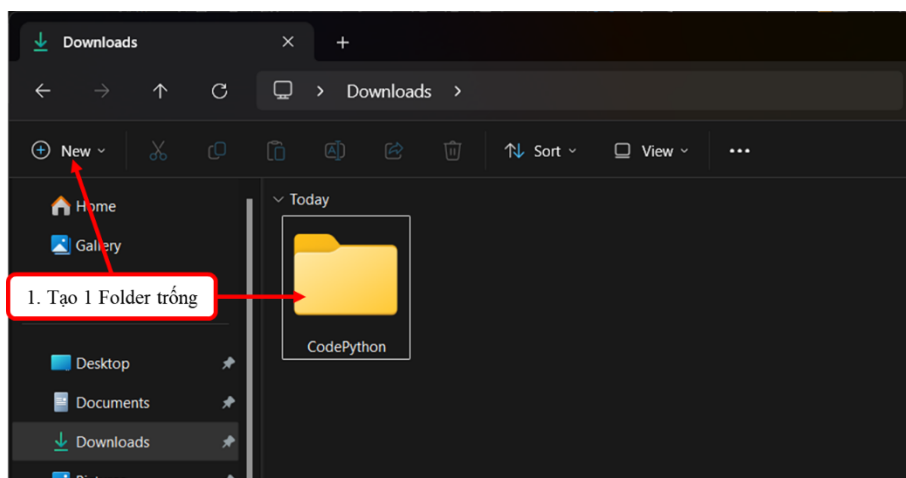 Downloads
Downloads
New
Sort
View
Home
Today
Gallery
1. Tạo 1 Folder trống
CodePython
Desktop
Documents
Downloads